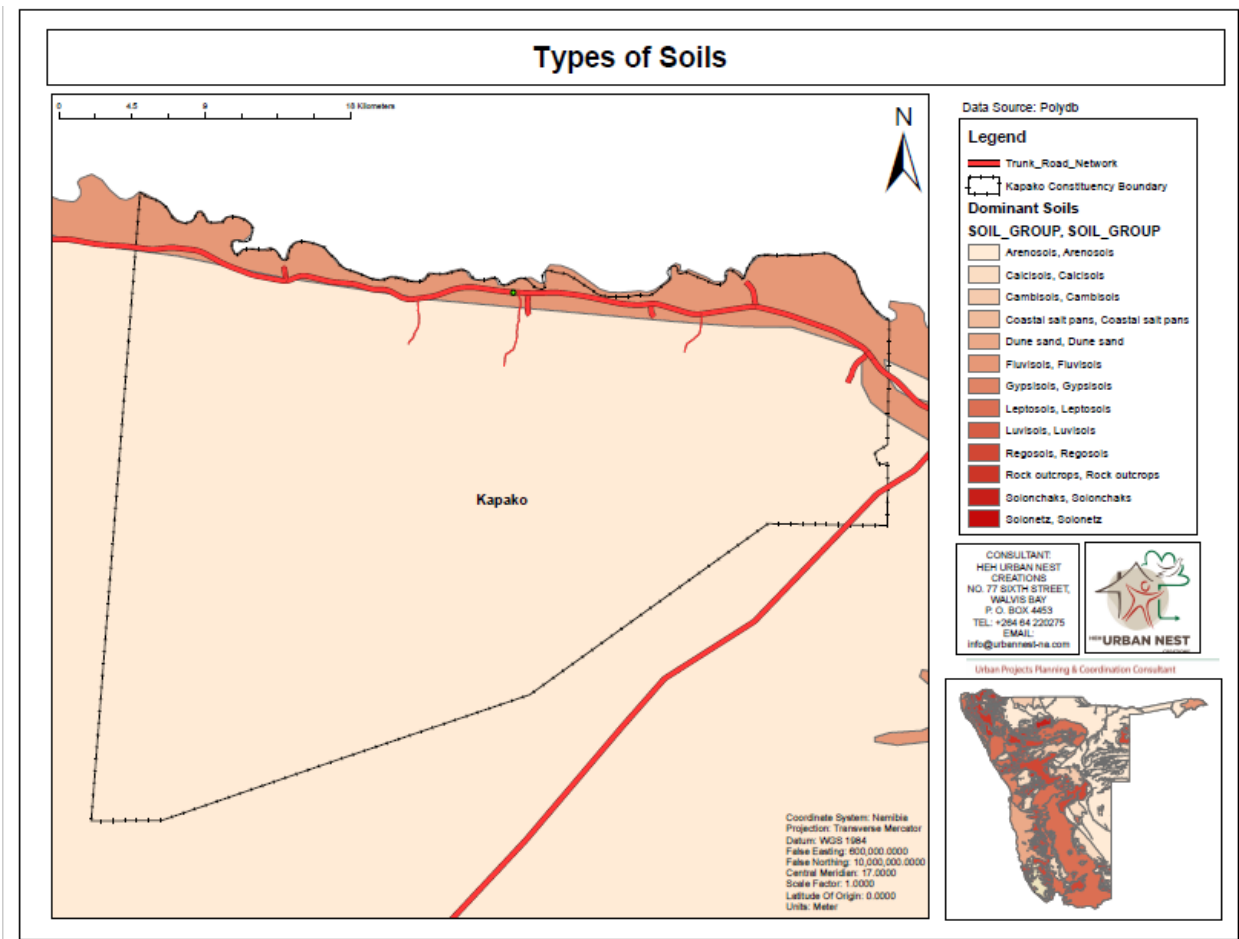 Types of Soils
0 4.5 9 18 Kilometers
N
Kapako
Coordinate System: Namibia
Projection: Transverse Mercator
Datum: WGS 1984
False Easting: 600,000.0000
False Northing: 10,000,000.0000
Central Meridian: 17.0000
Scale Factor: 1.0000
Latitude Of Origin: 0.0000
Units: Meter
Data Source: Polydb
Legend
Trunk_Road_Network
Kapako Constituency Boundary
Dominant Soils
SOIL_GROUP, SOIL_GROUP
Arenosols, Arenosols
Calcisols, Calcisols
Cambisols, Cambisols
Coastal salt pans, Coastal salt pans
Dune sand, Dune sand
Fluvisols, Fluvisols
Gypsisols, Gypsisols
Leptosols, Leptosols
Luvisols, Luvisols
Regosols, Regosols
Rock outcrops, Rock outcrops
Solonchaks, Solonchaks
Solonetz, Solonetz
CONSULTANT:
HEH URBAN NEST
CREATIONS
NO. 77 SIXTH STREET,
WALVIS BAY
P. O. BOX 4453
TEL: +264 64 220275
EMAIL:
info@urbannest-na.com
HEH URBAN NEST
CREATIONS
Urban Projects Planning & Coordination Consultant